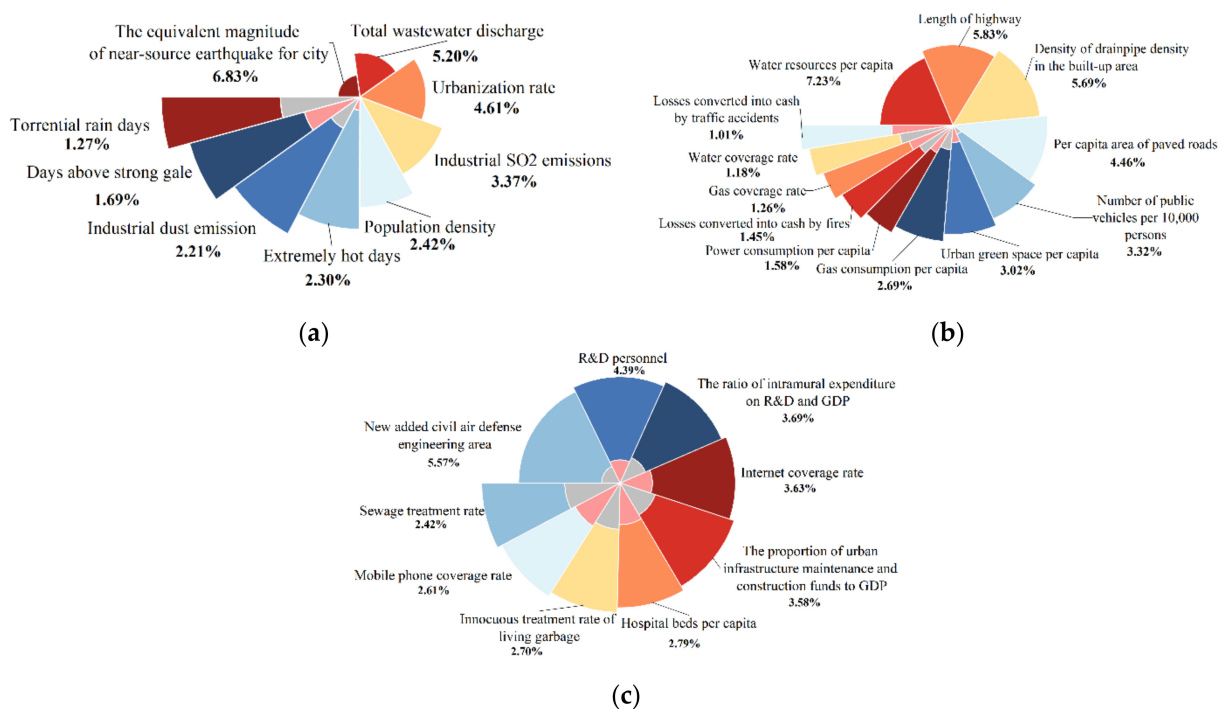 The equivalent magnitude
of near-source earthquake for city
6.83%
Total wastewater discharge
5.20%
Urbanization rate
4.61%
Industrial SO2 emissions
3.37%
Population density
2.42%
Extremely hot days
2.30%
Industrial dust emission
2.21%
Days above strong gale
1.69%
Torrential rain days
1.27%
(a)
Length of highway
5.83%
Density of drainpipe density
in the built-up area
5.69%
Per capita area of paved roads
4.46%
Number of public
vehicles per 10,000
persons
3.32%
Urban green space per capita
3.02%
Gas consumption per capita
2.69%
Power consumption per capita
1.58%
Losses converted into cash by fires
1.45%
Gas coverage rate
1.26%
Water coverage rate
1.18%
Losses converted into cash
by traffic accidents
1.01%
Water resources per capita
7.23%
(b)
R&D personnel
4.39%
The ratio of intramural expenditure
on R&D and GDP
3.69%
Internet coverage rate
3.63%
The proportion of urban
infrastructure maintenance and
construction funds to GDP
3.58%
Hospital beds per capita
2.79%
Innocuous treatment rate of
living garbage
2.70%
Mobile phone coverage rate
2.61%
Sewage treatment rate
2.42%
New added civil air defense
engineering area
5.57%
(c)